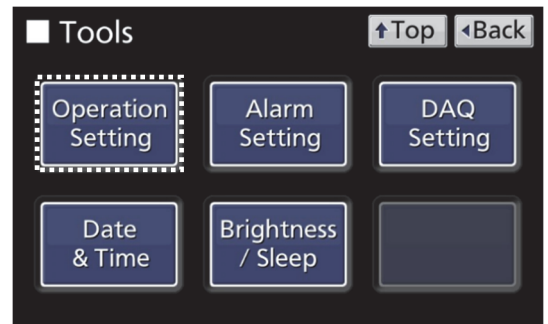 Tools
Top
Back
Operation
Setting
Alarm
Setting
DAQ
Setting
Date
& Time
Brightness
/ Sleep